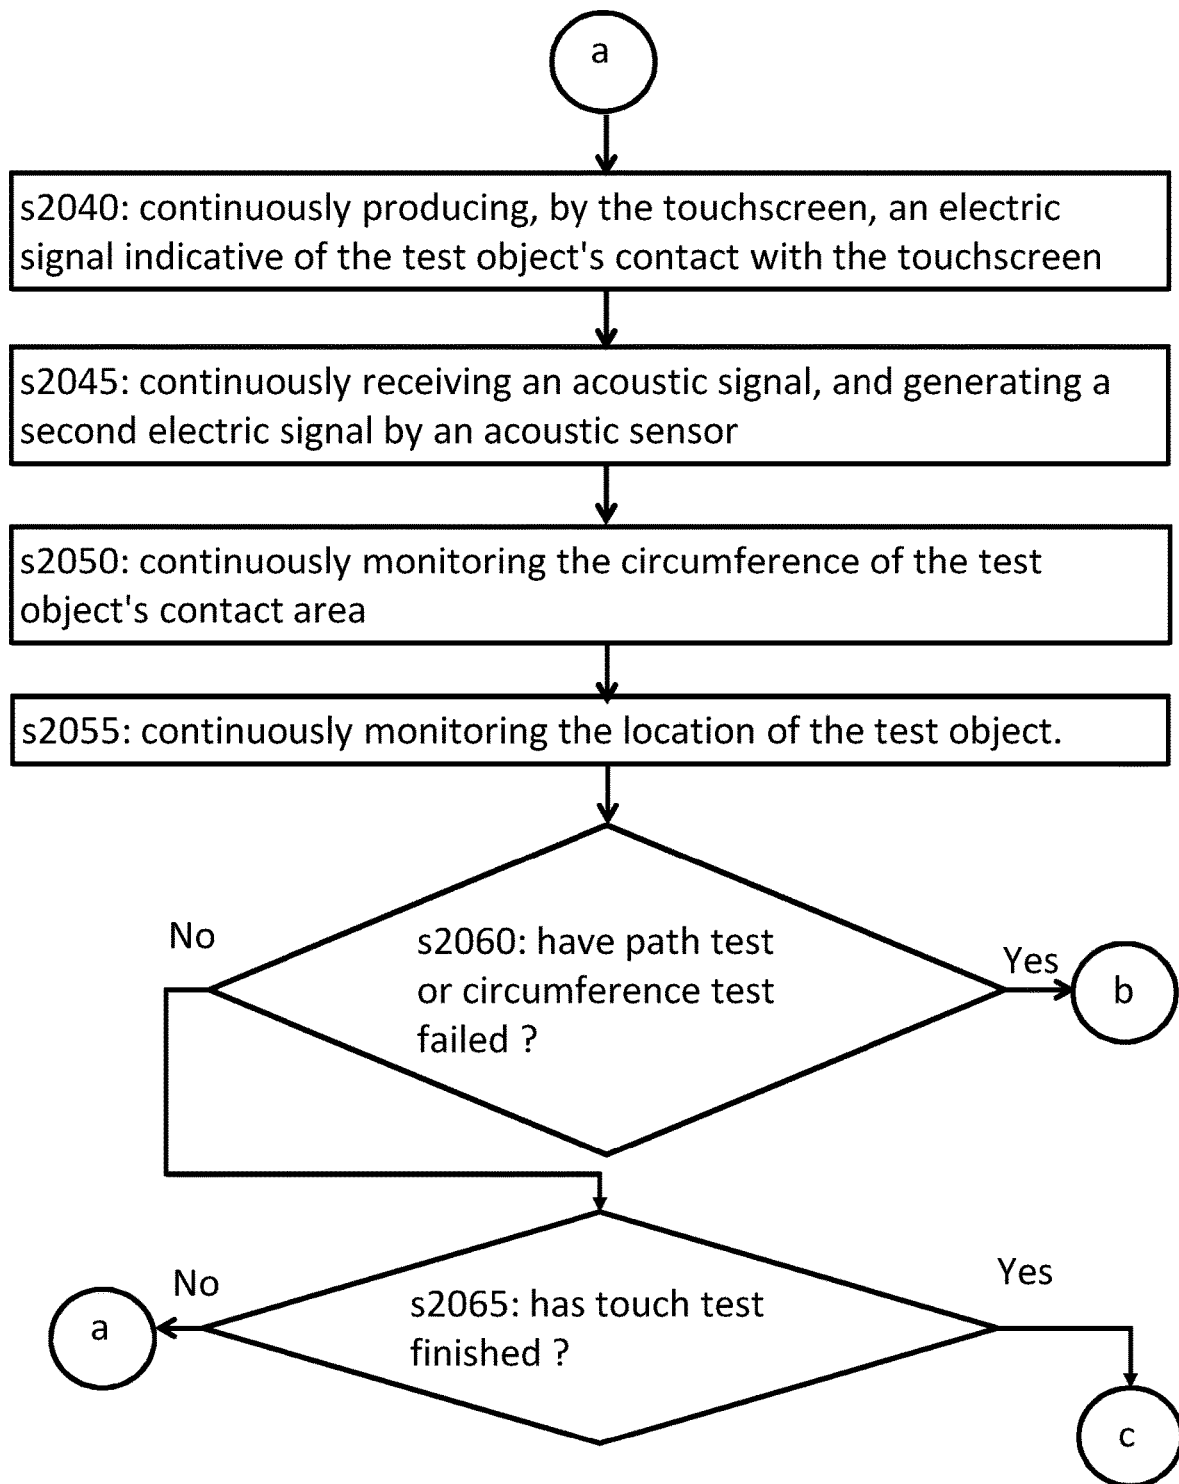 a
s2040: continuously producing, by the touchscreen, an electric
signal indicative of the test object's contact with the touchscreen
s2045: continuously receiving an acoustic signal, and generating a
second electric signal by an acoustic sensor
s2050: continuously monitoring the circumference of the test
object's contact area
s2055: continuously monitoring the location of the test object.
No
s2060: have path test
or circumference test
failed ?
Yes
b
No
a
s2065: has touch test
finished ?
Yes
c